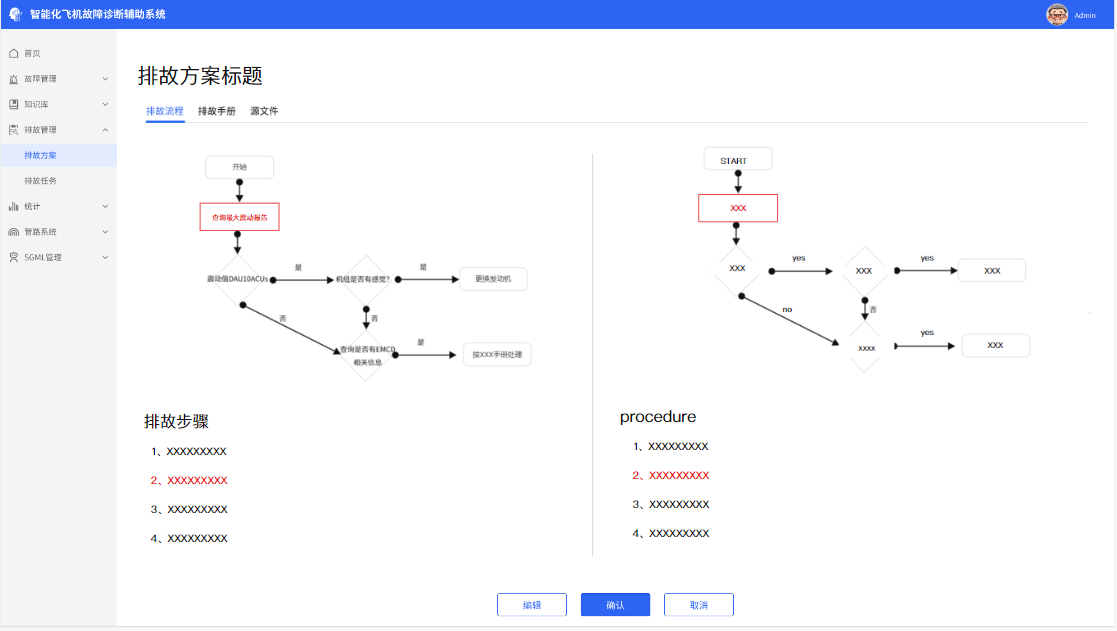 智能化飞机故障诊断辅助系统
Admin
首页
故障管理
知识库
排故管理
排故方案
排故任务
统计
管路系统
SGML管理
排故方案标题
排故流程 排故手册 源文件
开始
查询最大震动报告
震动值DAU10ACUs
是
机组是否有感觉?
是
更换发动机
否
否
查询是否有EMCD
相关信息
是
按XXX手册处理
START
XXX
XXX
yes
XXX
yes
XXX
no
否
XXXX
yes
XXX
排故步骤
1、XXXXXXXXX
2、XXXXXXXXX
3、XXXXXXXXX
4、XXXXXXXXX
procedure
1、XXXXXXXXX
2、XXXXXXXXX
3、XXXXXXXXX
4、XXXXXXXXX
编辑 确认 取消